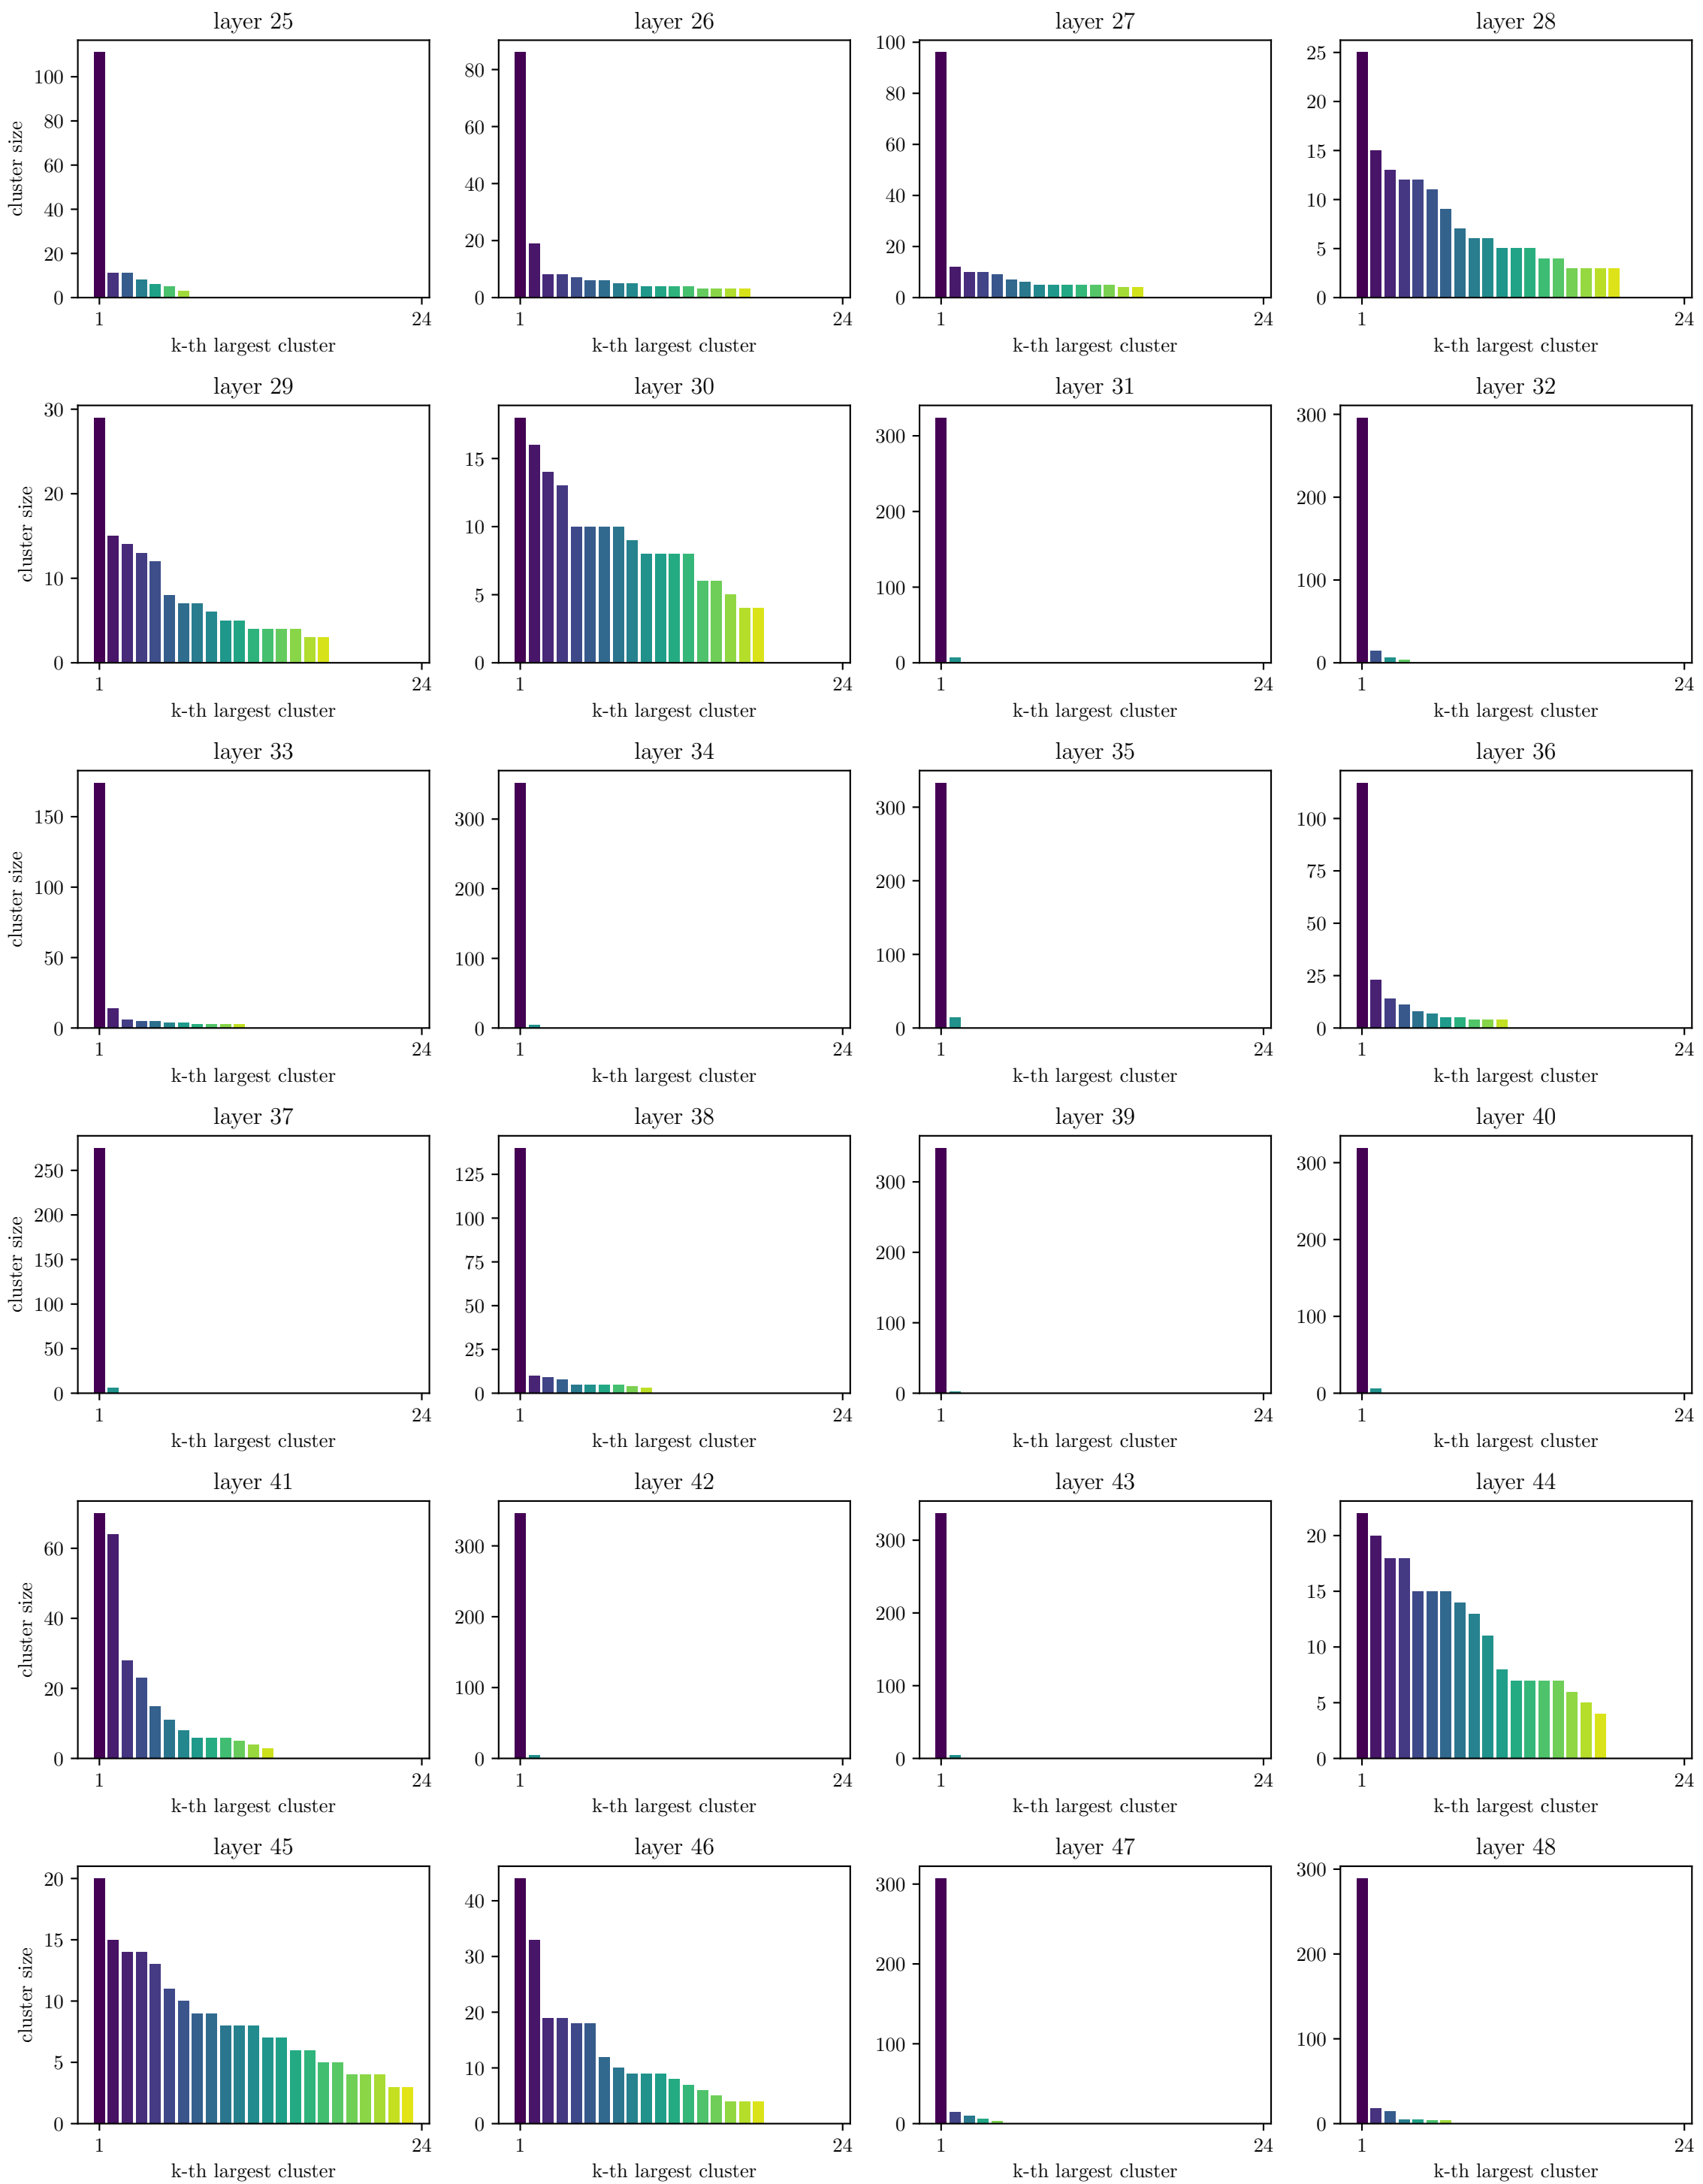 layer 25
layer 26
layer 27
layer 28
cluster size
0 20 40 60 80 100
0 20 40 60 80
0 20 40 60 80 100
0 5 10 15 20 25
1 24
1 24
1 24
1 24
k-th largest cluster
k-th largest cluster
k-th largest cluster
k-th largest cluster
layer 29
layer 30
layer 31
layer 32
cluster size
0 10 20 30
0 5 10 15
0 100 200 300
0 100 200 300
1 24
1 24
1 24
1 24
k-th largest cluster
k-th largest cluster
k-th largest cluster
k-th largest cluster
layer 33
layer 34
layer 35
layer 36
cluster size
0 50 100 150
0 100 200 300
0 100 200 300
0 25 50 75 100
1 24
1 24
1 24
1 24
k-th largest cluster
k-th largest cluster
k-th largest cluster
k-th largest cluster
layer 37
layer 38
layer 39
layer 40
cluster size
0 50 100 150 200 250
0 25 50 75 100 125
0 100 200 300
0 100 200 300
1 24
1 24
1 24
1 24
k-th largest cluster
k-th largest cluster
k-th largest cluster
k-th largest cluster
layer 41
layer 42
layer 43
layer 44
cluster size
0 20 40 60
0 100 200 300
0 100 200 300
0 5 10 15 20
1 24
1 24
1 24
1 24
k-th largest cluster
k-th largest cluster
k-th largest cluster
k-th largest cluster
layer 45
layer 46
layer 47
layer 48
cluster size
0 5 10 15 20
0 10 20 30 40
0 100 200 300
0 100 200 300
1 24
1 24
1 24
1 24
k-th largest cluster
k-th largest cluster
k-th largest cluster
k-th largest cluster